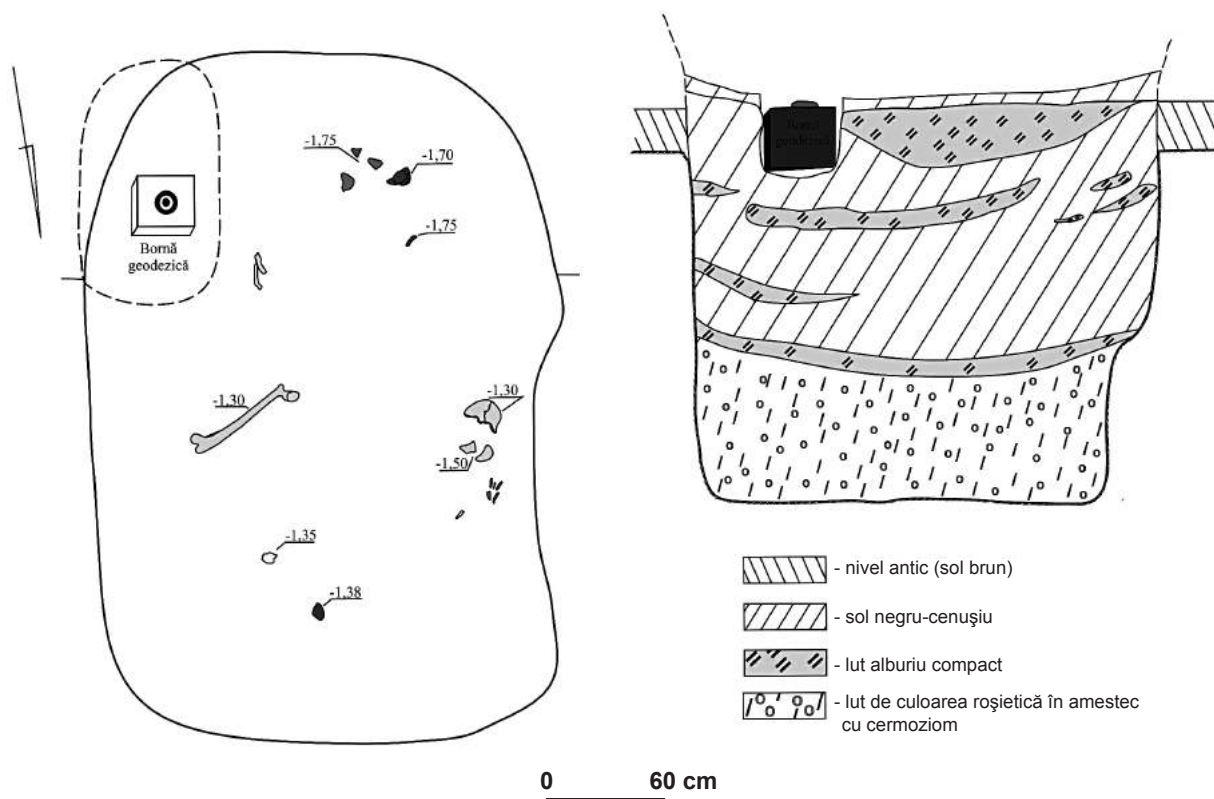 -1,75
-1,70
-1,75
Bornă
geodezică
-1,30
-1,30
-1,50
-1,35
-1,38
Bornă
geodezică
- nivel antic (sol brun)
- sol negru-cenuşiu
- lut alburiu compact
- lut de culoarea roşietică în amestec
cu cermoziom
0 60 cm